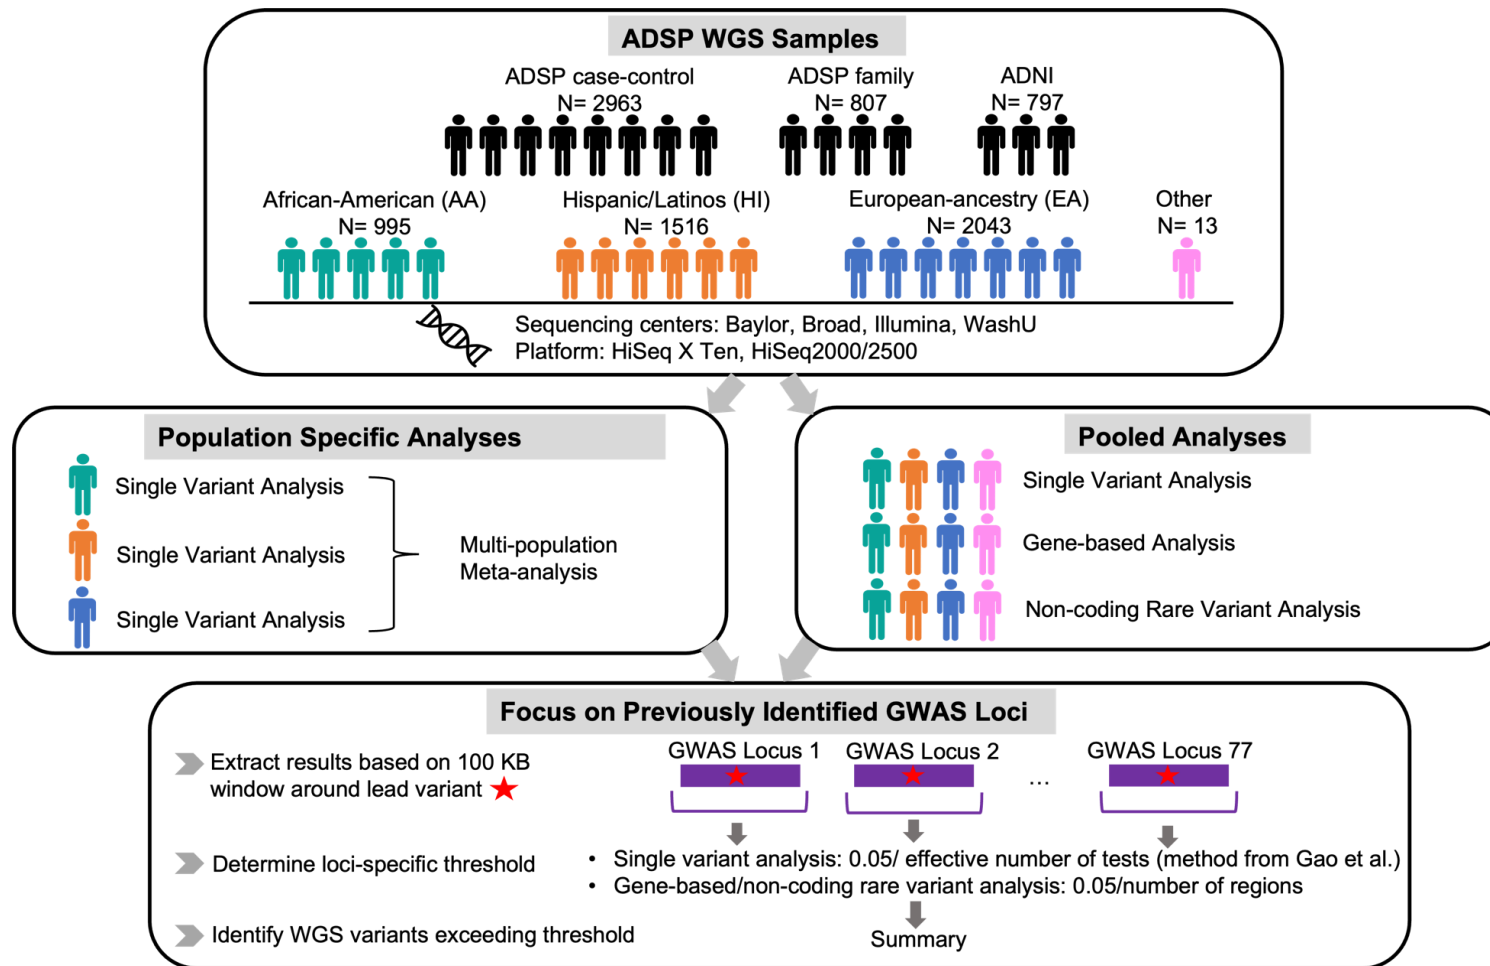 ADSP WGS Samples
ADSP case-control
N= 2963
ADSP family
N= 807
ADNI
N= 797
African-American (AA)
N= 995
Hispanic/Latinos (HI)
N= 1516
European-ancestry (EA)
N= 2043
Other
N= 13
Sequencing centers: Baylor, Broad, Illumina, WashU
Platform: HiSeq X Ten, HiSeq2000/2500
Population Specific Analyses
Single Variant Analysis
Single Variant Analysis
Single Variant Analysis
Multi-population
Meta-analysis
Pooled Analyses
Single Variant Analysis
Gene-based Analysis
Non-coding Rare Variant Analysis
Focus on Previously Identified GWAS Loci
Extract results based on 100 KB
window around lead variant
GWAS Locus 1
GWAS Locus 2
...
GWAS Locus 77
Determine loci-specific threshold
• Single variant analysis: 0.05/ effective number of tests (method from Gao et al.)
• Gene-based/non-coding rare variant analysis: 0.05/number of regions
Identify WGS variants exceeding threshold
Summary